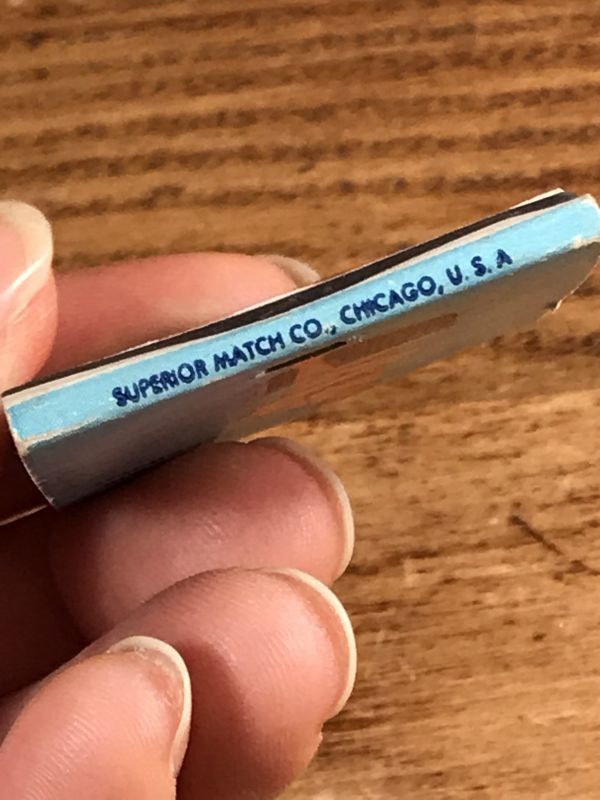 SUPERIOR MATCH CO., CHICAGO, U. S. A